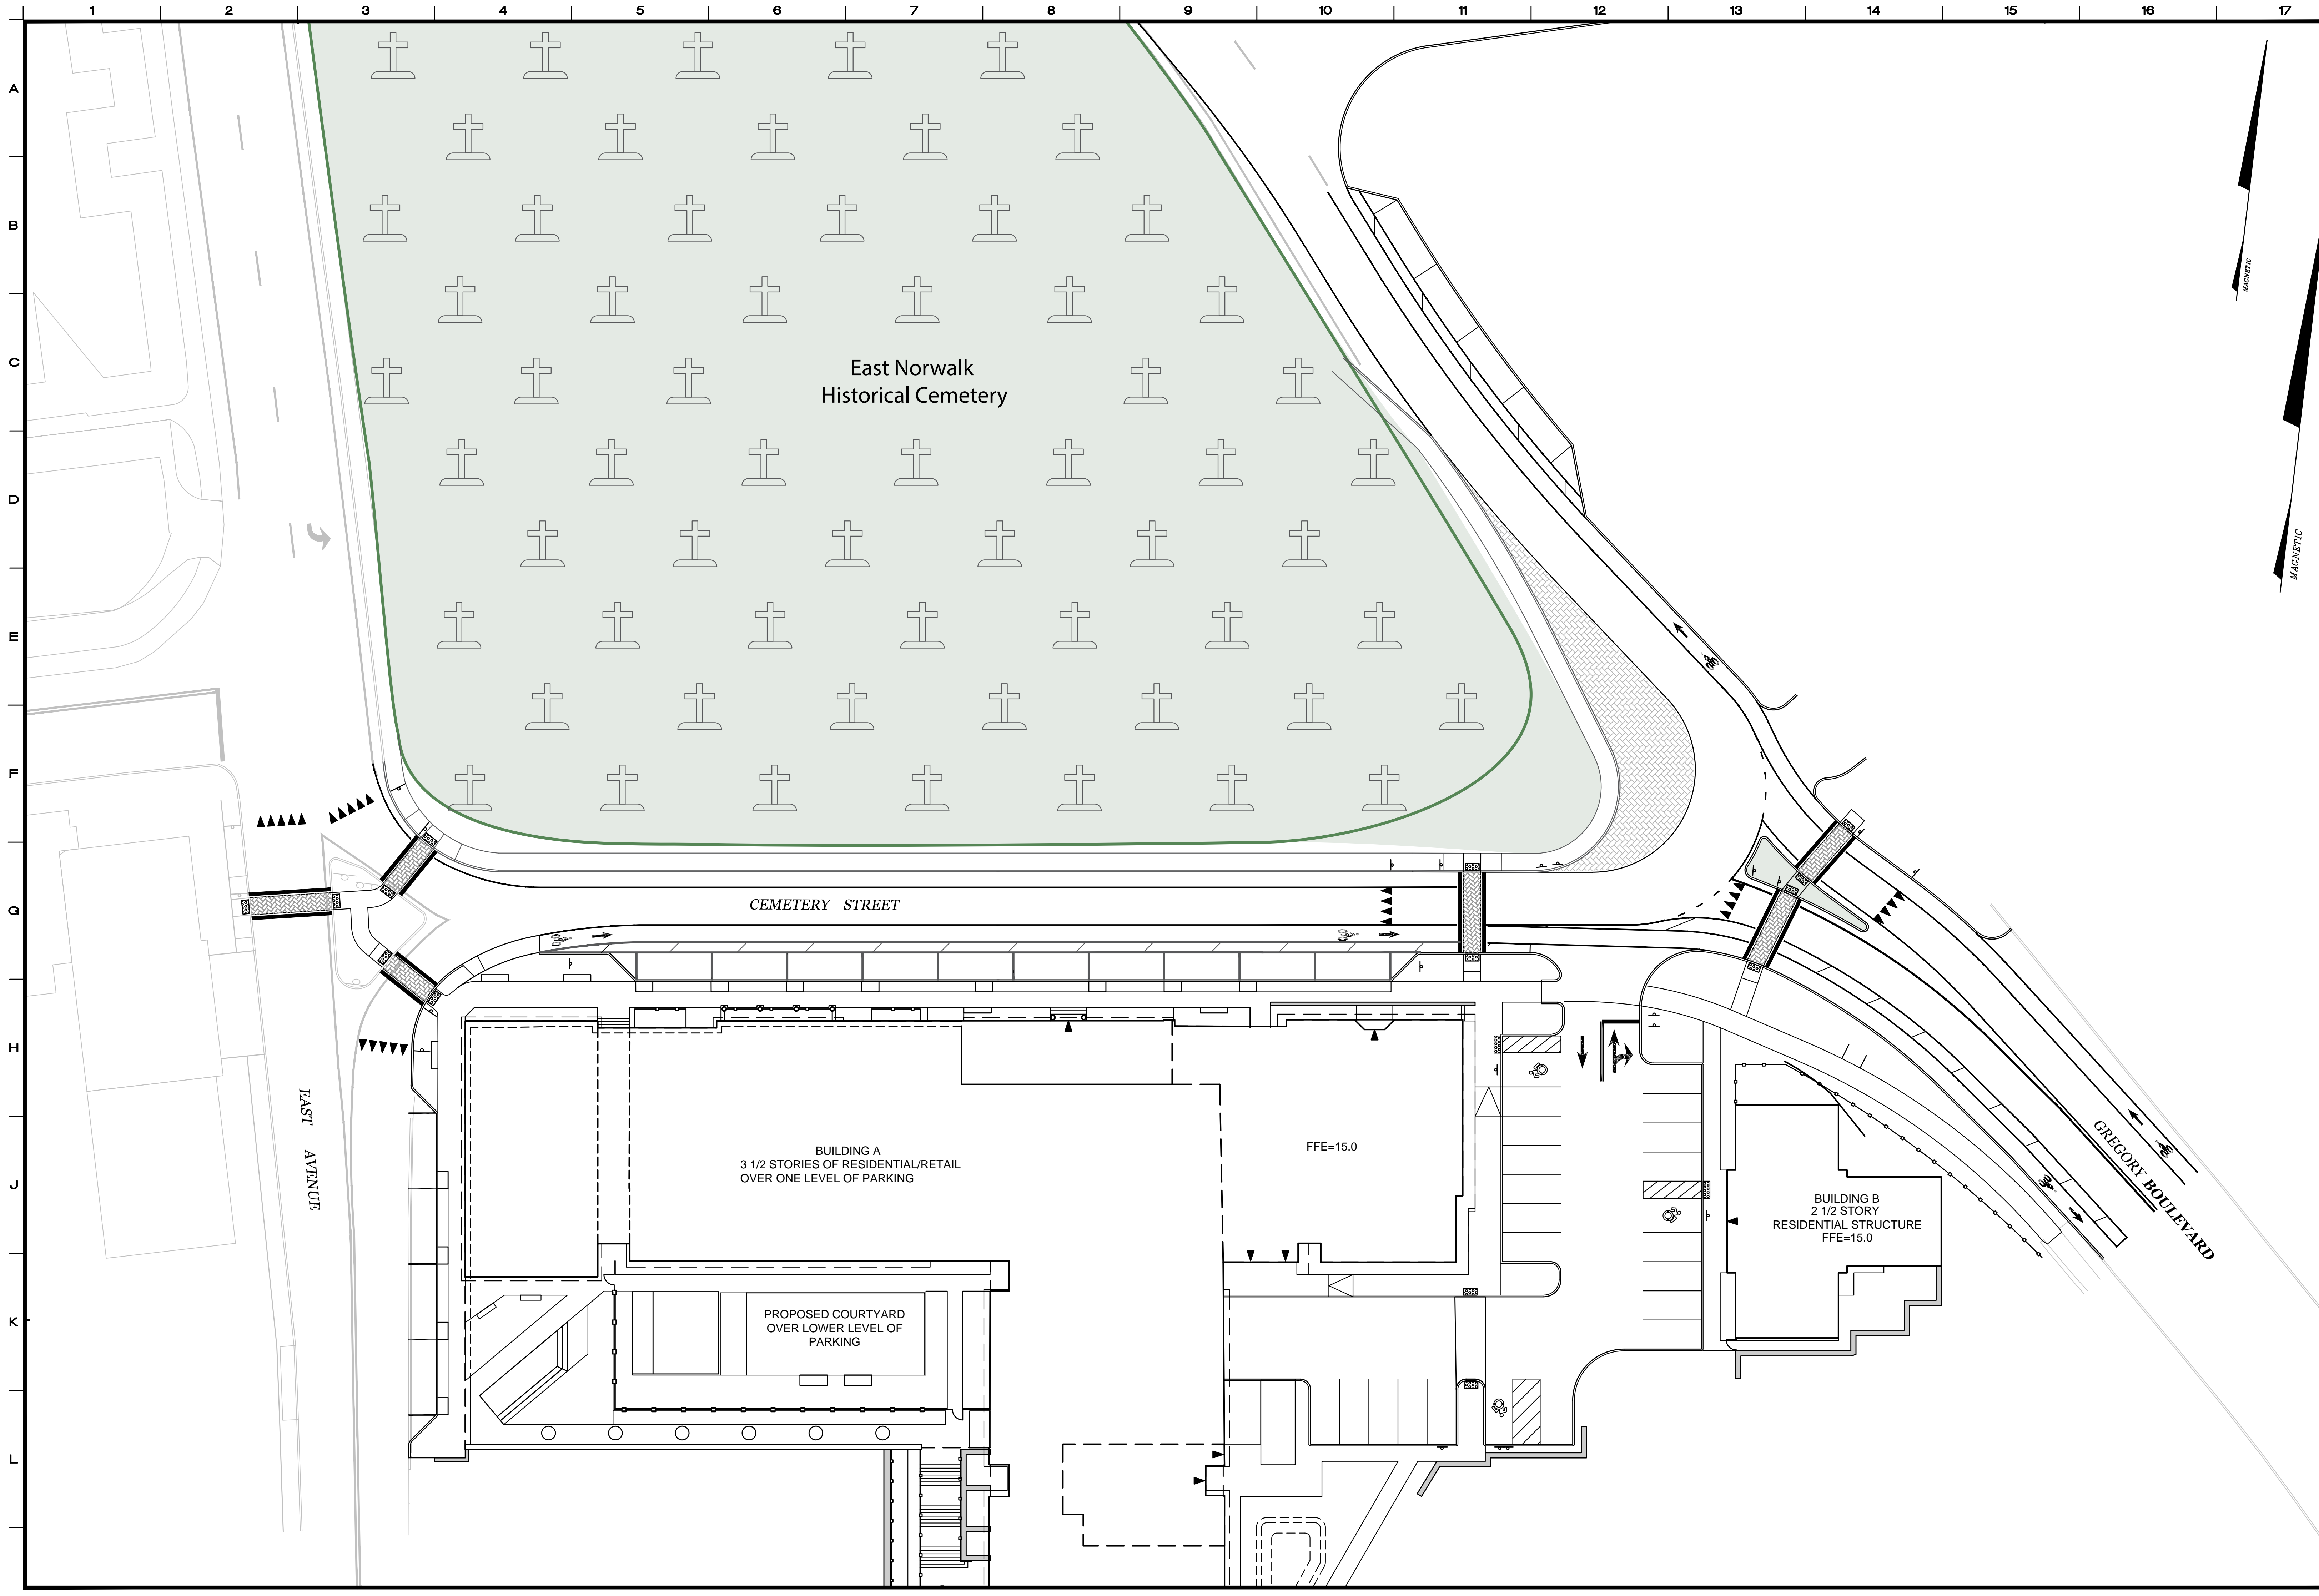 1 2 3 4 5 6 7 8 9 10 11 12 13 14 15 16 17
A
B
C
D
E
F
G
H
J
K
L
MAGNETIC
MAGNETIC
East Norwalk
Historical Cemetery
CEMETERY STREET
EAST AVENUE
GREGORY BOULEVARD
BUILDING A
3 1/2 STORIES OF RESIDENTIAL/RETAIL
OVER ONE LEVEL OF PARKING
FFE=15.0
BUILDING B
2 1/2 STORY
RESIDENTIAL STRUCTURE
FFE=15.0
PROPOSED COURTYARD
OVER LOWER LEVEL OF
PARKING